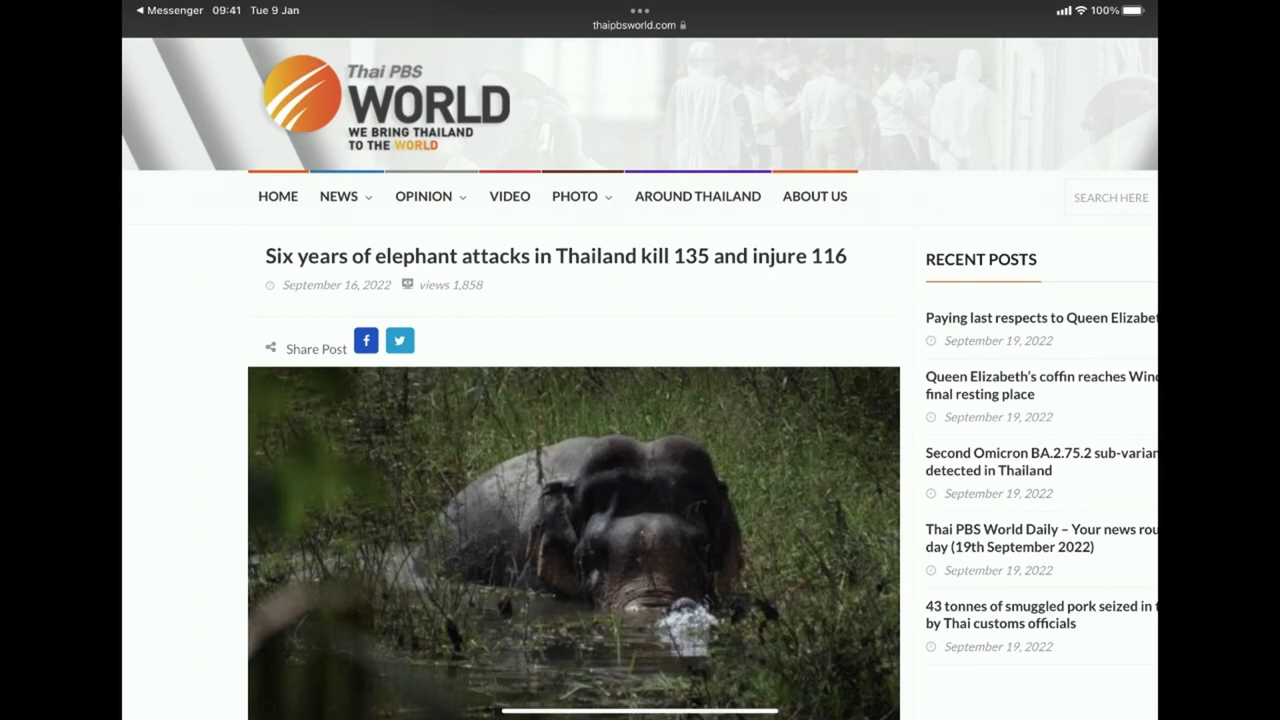 Messenger 09:41 Tue 9 Jan
100%
thaipbsworld.com
Thai PBS
WORLD
WE BRING THAILAND
TO THE WORLD
HOME NEWS OPINION VIDEO PHOTO AROUND THAILAND ABOUT US
SEARCH HERE
Six years of elephant attacks in Thailand kill 135 and injure 116
September 16, 2022 views 1,858
Share Post
RECENT POSTS
Paying last respects to Queen
September 19, 2022
Queen Elizabeth’s coffin reaches
final resting place
September 19, 2022
Second Omicron BA.2.75.2
detected in Thailand
September 19, 2022
Thai PBS World Daily – Your news
day (19th September 2022)
September 19, 2022
43 tonnes of smuggled pork seized in
by Thai customs officials
September 19, 2022